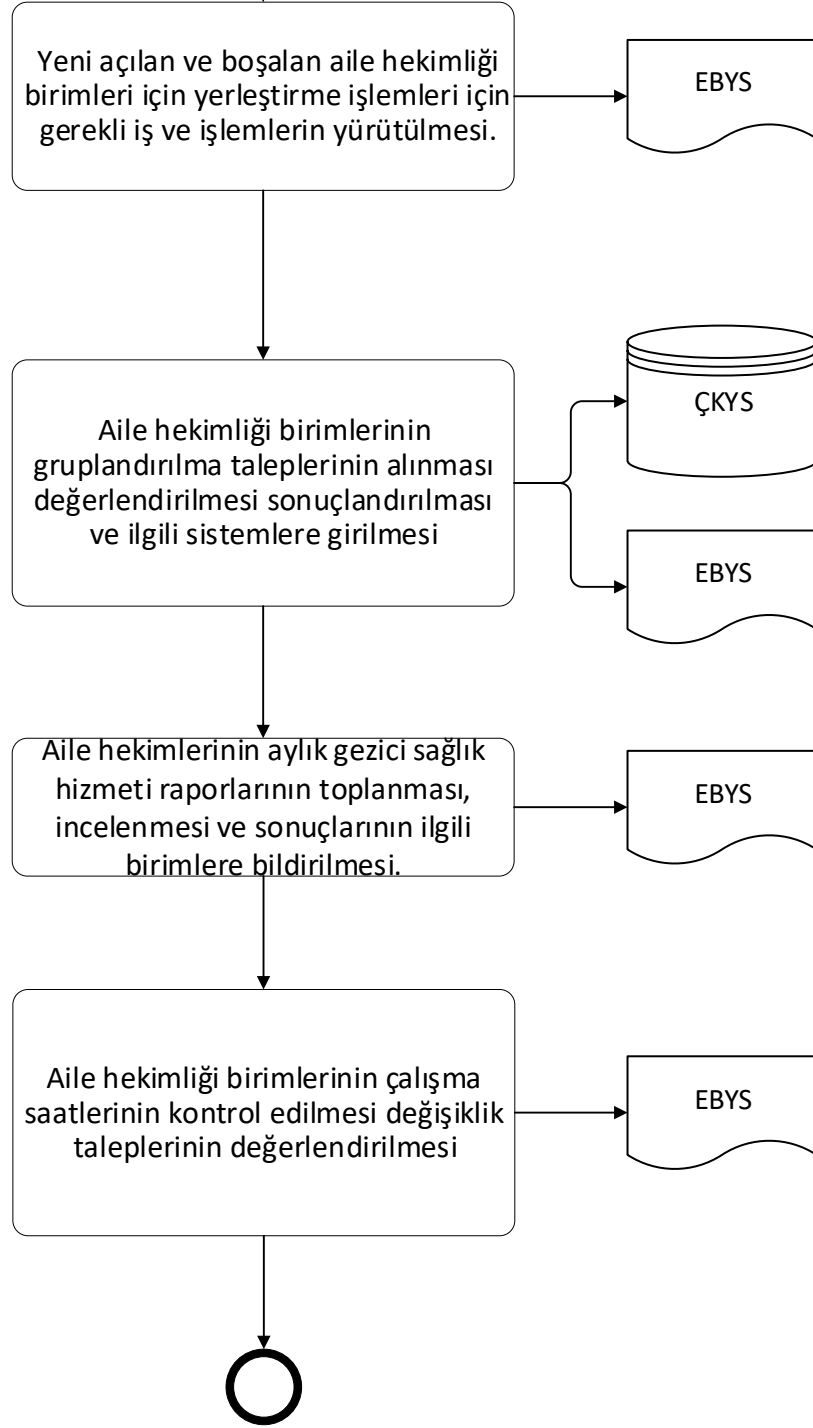 Yeni açılan ve boşalan aile hekimliği
birimleri için yerleştirme işlemleri için
gerekli iş ve işlemlerin yürütülmesi.
EBYS
Aile hekimliği birimlerinin
gruplandırılma taleplerinin alınması
değerlendirilmesi sonuçlandırılması
ve ilgili sistemlere girilmesi
ÇKYS
EBYS
Aile hekimlerinin aylık gezici sağlık
hizmeti raporlarının toplanması,
incelenmesi ve sonuçlarının ilgili
birimlere bildirilmesi.
EBYS
Aile hekimliği birimlerinin çalışma
saatlerinin kontrol edilmesi değişiklik
taleplerinin değerlendirilmesi
EBYS